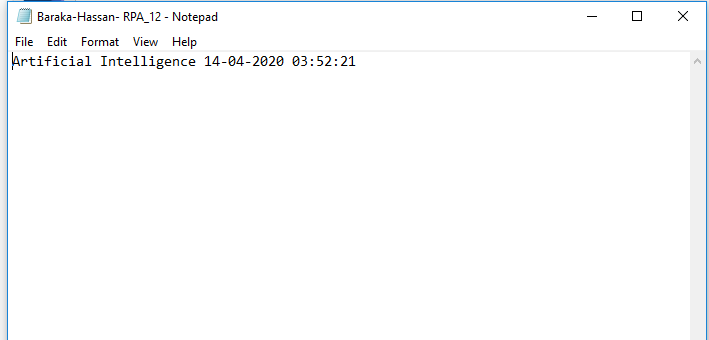 Baraka-Hassan- RPA_12 - Notepad
File Edit Format View Help
Artificial Intelligence 14-04-2020 03:52:21